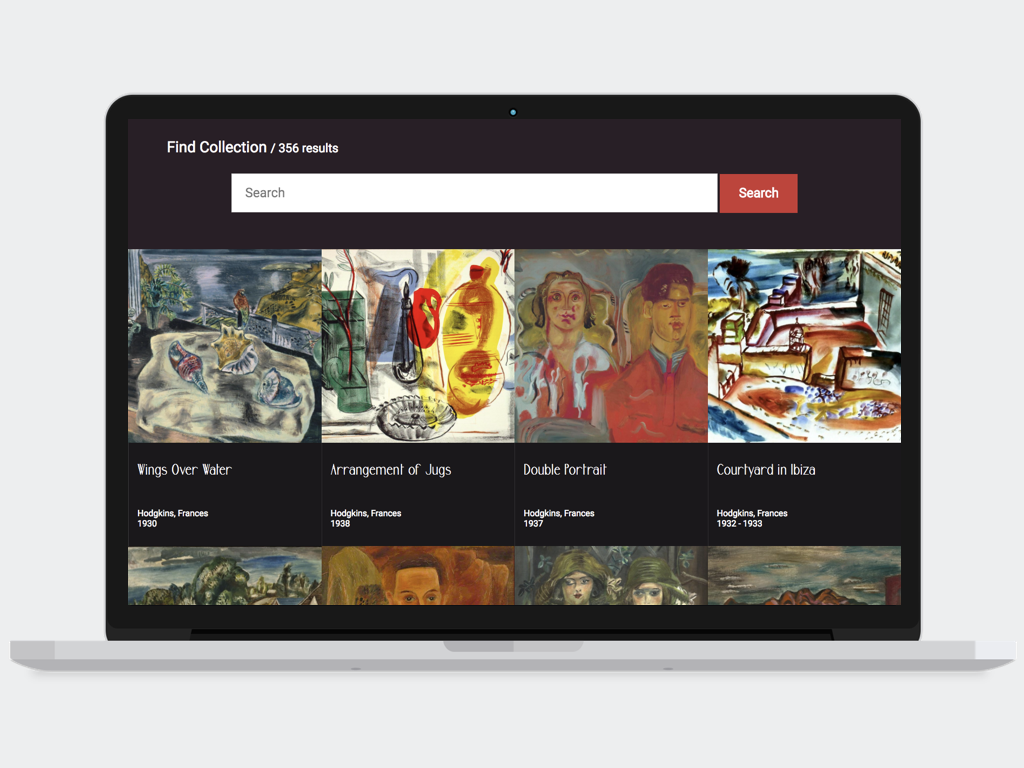 Find Collection / 356 results
Search
Search
Wings Over Water
Hodgkins, Frances
1930
Arrangement of Jugs
Hodgkins, Frances
1938
Double Portrait
Hodgkins, Frances
1937
Courtyard in Ibiza
Hodgkins, Frances
1932 - 1933